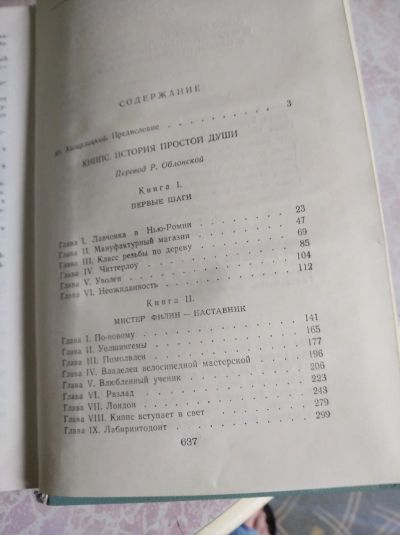 СОДЕРЖАНИЕ
Ю. Кагарлицкий. Предисловие . . . . . . . . . . 3
КИППС. ИСТОРИЯ ПРОСТОЙ ДУШИ
Перевод Р. Облонской
Книга I.
ПЕРВЫЕ ШАГИ
Глава I. Лавчонка в Нью-Ромни . . . . . . . . . 23
Глава II. Мануфактурный магазин . . . . . . . . 47
Глава III. Класс резьбы по дереву . . . . . . . 69
Глава IV. Читтерлоу . . . . . . . . . . . 85
Глава V. Уволен . . . . . . . . . . . 104
Глава VI. Неожиданность . . . . . . . . . . 112
Книга II.
МИСТЕР ФИЛИН — НАСТАВНИК
Глава I. По-новому . . . . . . . . . . . 141
Глава II. Уолшингемы . . . . . . . . . . 165
Глава III. Помолвлен . . . . . . . . . . 177
Глава IV. Владелец велосипедной мастерской . . . . 196
Глава V. Влюбленный ученик . . . . . . . . 206
Глава VI. Разлад . . . . . . . . . . . 223
Глава VII. Лондон . . . . . . . . . . . 243
Глава VIII. Киппс вступает в свет . . . . . . . 279
Глава IX. Лабиринтодонт . . . . . . . . . 299
637